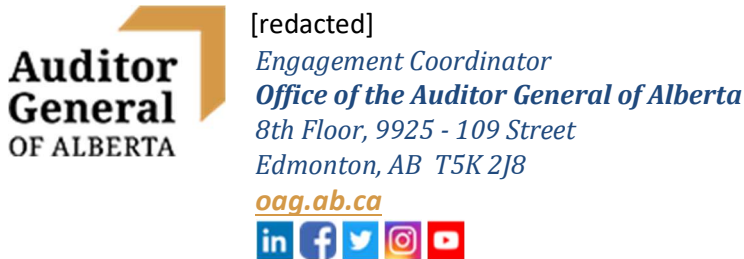 Auditor
General
OF ALBERTA
[redacted]
Engagement Coordinator
Office of the Auditor General of Alberta
8th Floor, 9925 - 109 Street
Edmonton, AB  T5K 2J8
oag.ab.ca
in f